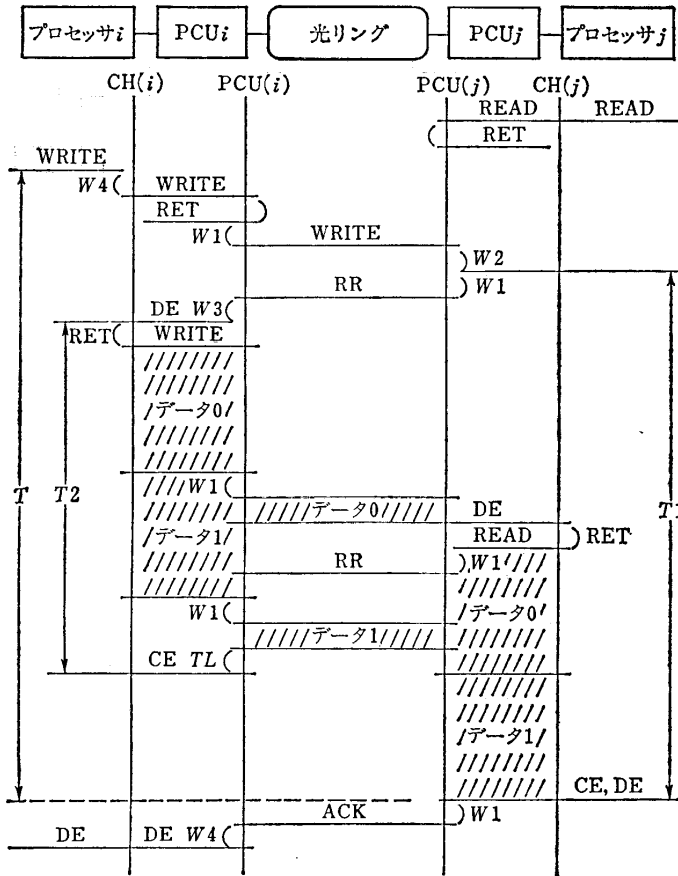 プロセッサi PCUi 光リング PCUj プロセッサj
CH(i) PCU(i) PCU(j) CH(j)
READ READ
RET
WRITE
W4 WRITE
RET
W1 WRITE
W2
RR W1
DE W3
RET WRITE
データ0
W1
T T2 データ0 DE T1
データ1 READ RET
RR W1
W1 データ0
データ1
CE TL
データ1
CE, DE
ACK W1
DE DE W4